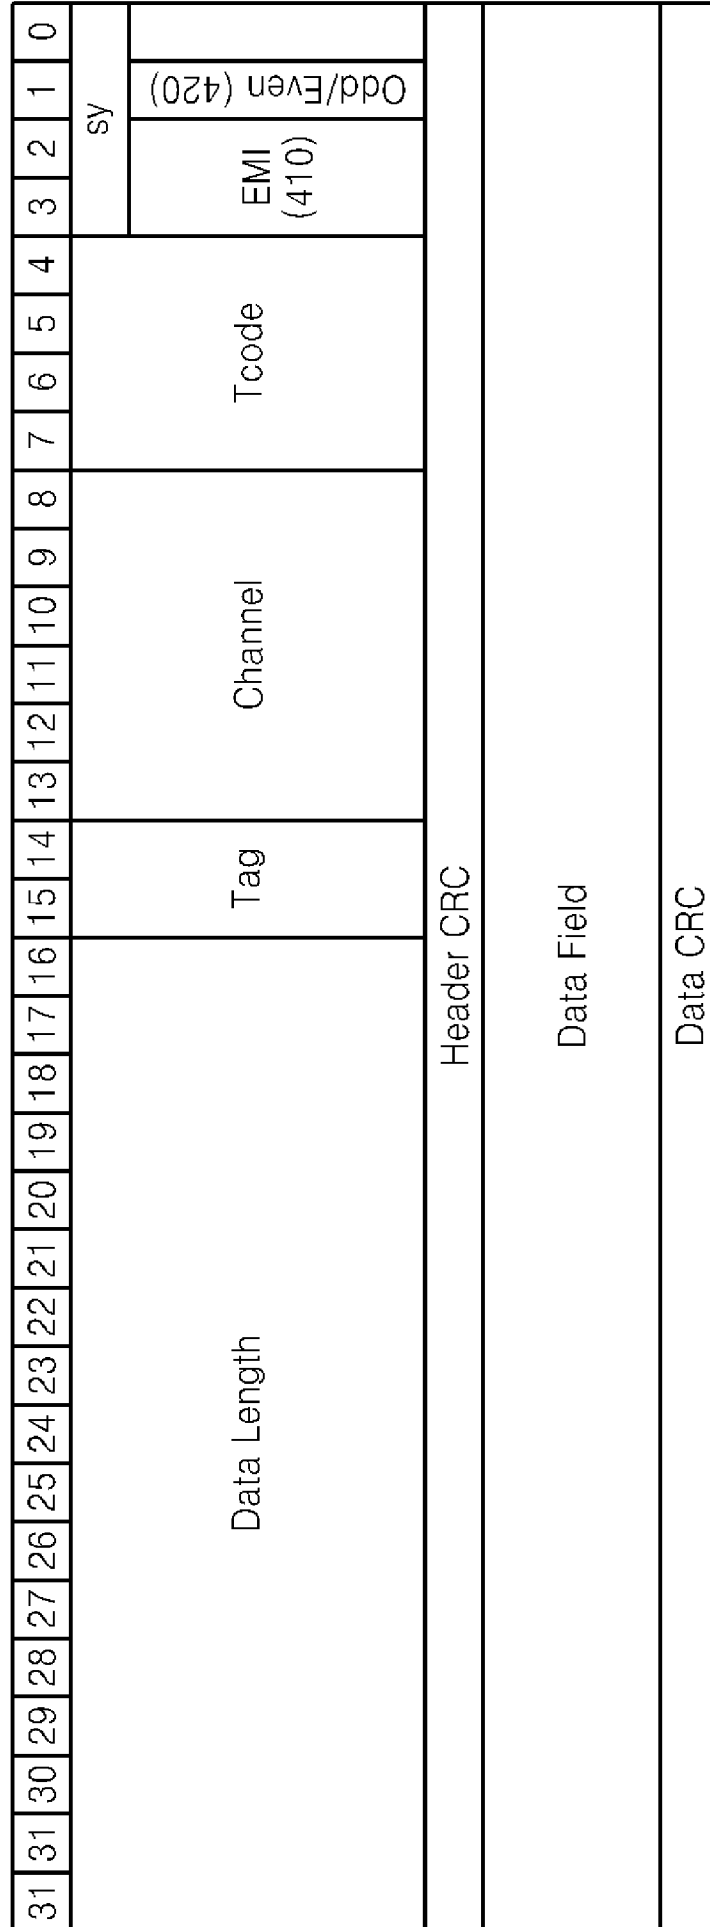 31 31 30 29 28 27 26 25 24 23 22 21 20 19 18 17 16 15 14 13 12 11 10 9 8 7 6 5 4 3 2 1 0
sy
Data Length Tag Channel Tcode EMI
(410)
Odd/Even (420)
Header CRC
Data Field
Data CRC